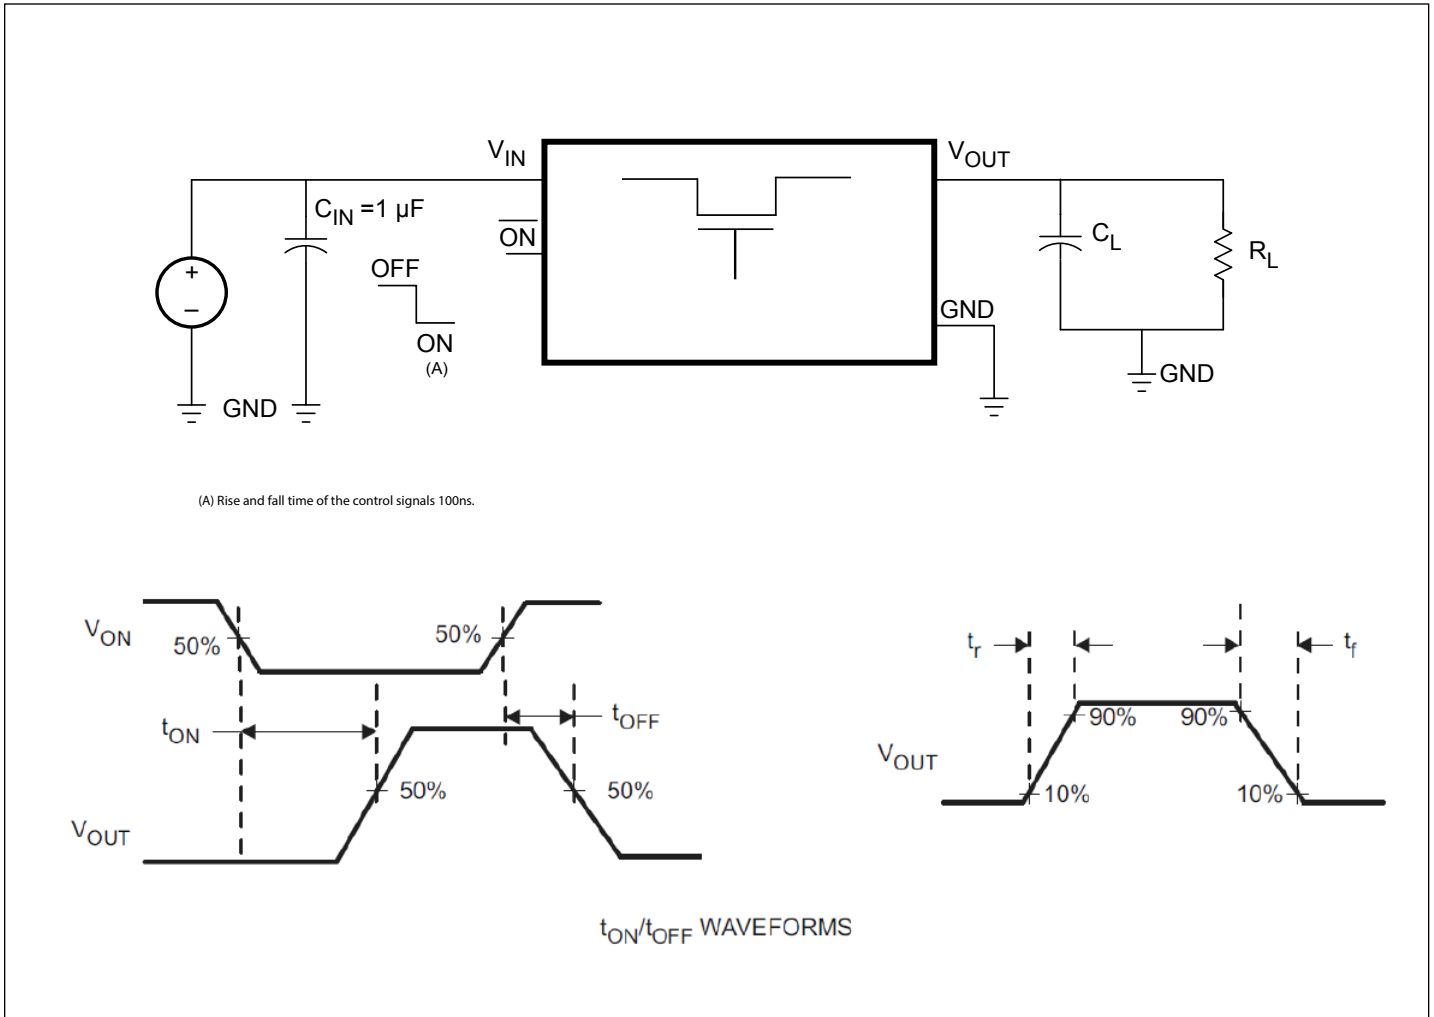 VIN
VOUT
CIN =1 µF
ON
CL
RL
OFF
+
−
GND
ON
(A)
GND
GND
(A) Rise and fall time of the control signals 100ns.
VON
50%
50%
tr
tf
tON
tOFF
90%
90%
VOUT
50%
50%
10%
10%
VOUT
tON/tOFF WAVEFORMS